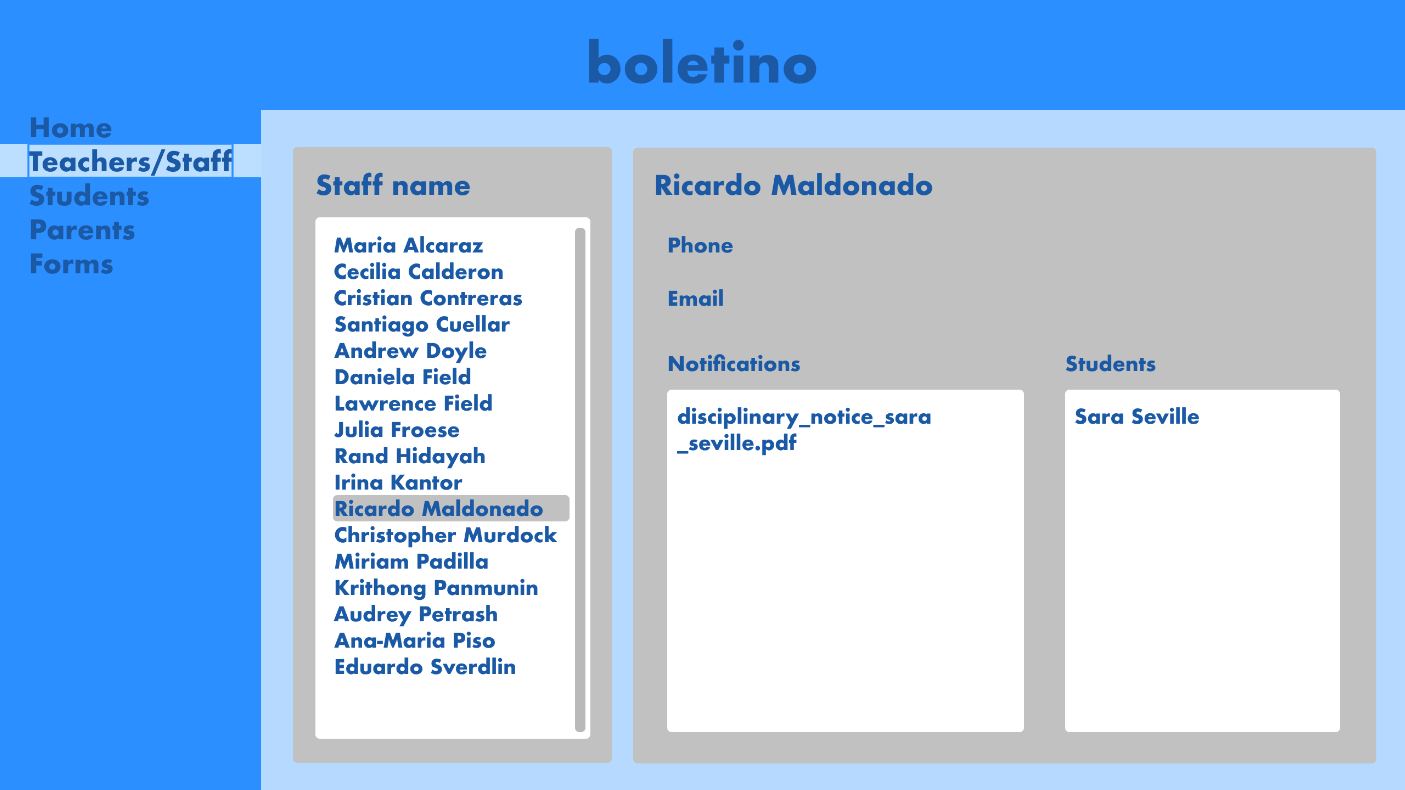 boletino
Home
Teachers/Staff
Students
Parents
Forms
Staff name
Maria Alcaraz
Cecilia Calderon
Cristian Contreras
Santiago Cuellar
Andrew Doyle
Daniela Field
Lawrence Field
Julia Froese
Rand Hidayah
Irina Kantor
Ricardo Maldonado
Christopher Murdock
Miriam Padilla
Krithong Panmunin
Audrey Petrash
Ana-Maria Piso
Eduardo Sverdlin
Ricardo Maldonado
Phone
Email
Notifications
disciplinary_notice_sara
_seville.pdf
Students
Sara Seville